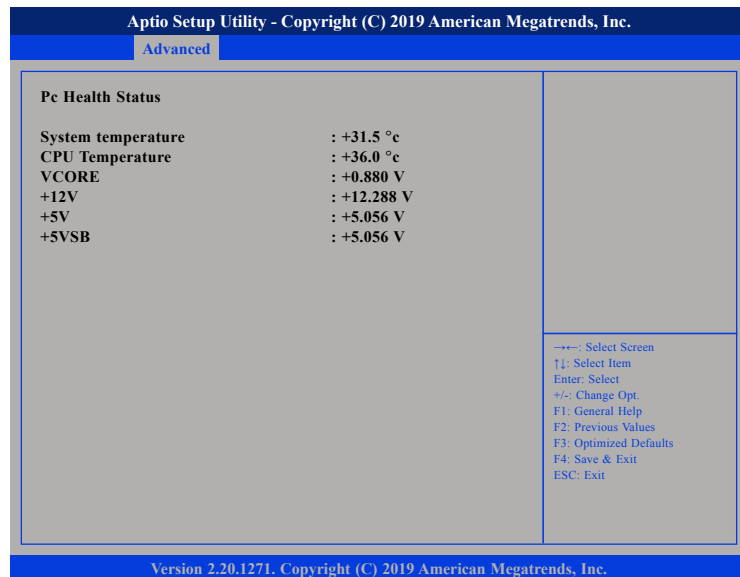 Aptio Setup Utility - Copyright (C) 2019 American Megatrends, Inc.
Advanced
Pc Health Status
System temperature : +31.5 °c
CPU Temperature : +36.0 °c
VCORE : +0.880 V
+12V : +12.288 V
+5V : +5.056 V
+5VSB : +5.056 V
→←: Select Screen
↑↓: Select Item
Enter: Select
+/-: Change Opt.
F1: General Help
F2: Previous Values
F3: Optimized Defaults
F4: Save & Exit
ESC: Exit
Version 2.20.1271. Copyright (C) 2019 American Megatrends, Inc.